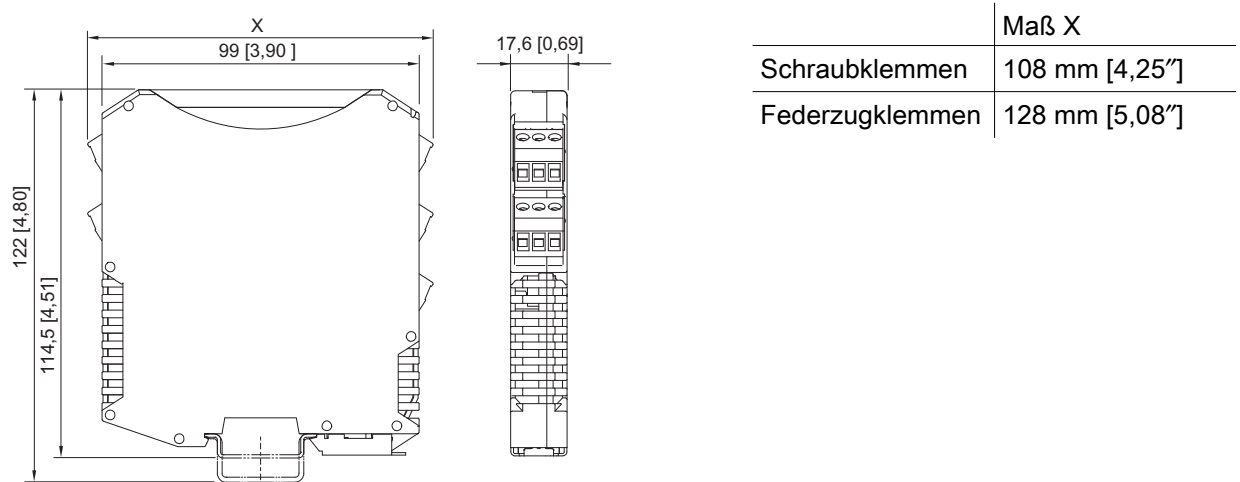 X
99 [3,90 ]
17,6 [0,69]
122 [4,80]
114,5 [4,51]
Maß X
Schraubklemmen 108 mm [4,25″]
Federzugklemmen 128 mm [5,08″]